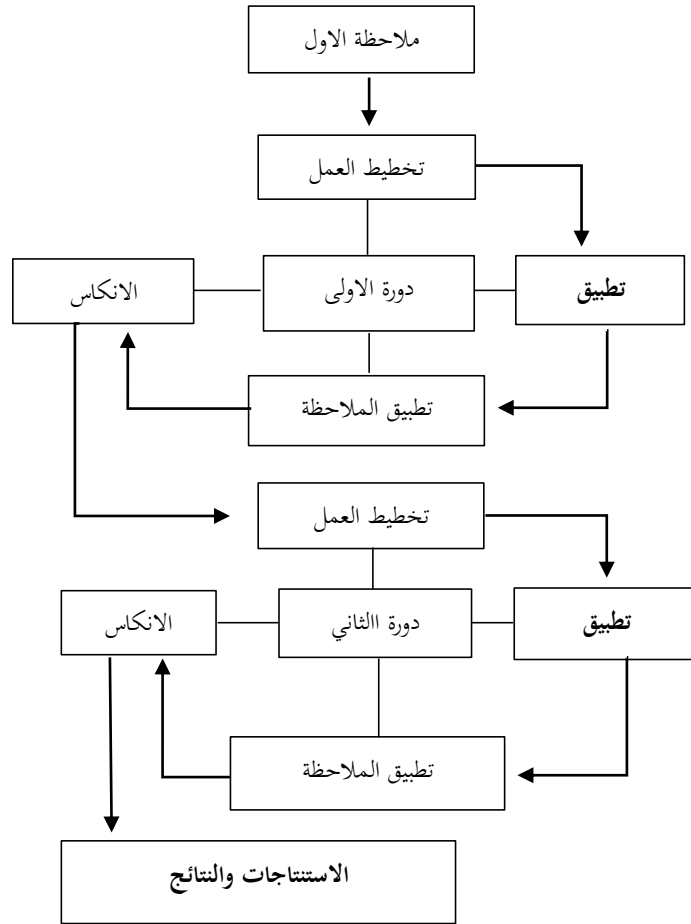 ملاحظة الاول
تخطيط العمل
تطبيق
دورة الاولى
الانكاس
تطبيق الملاحظة
تخطيط العمل
تطبيق
دورة االثاني
الانكاس
تطبيق الملاحظة
الاستنتاجات والنتائج